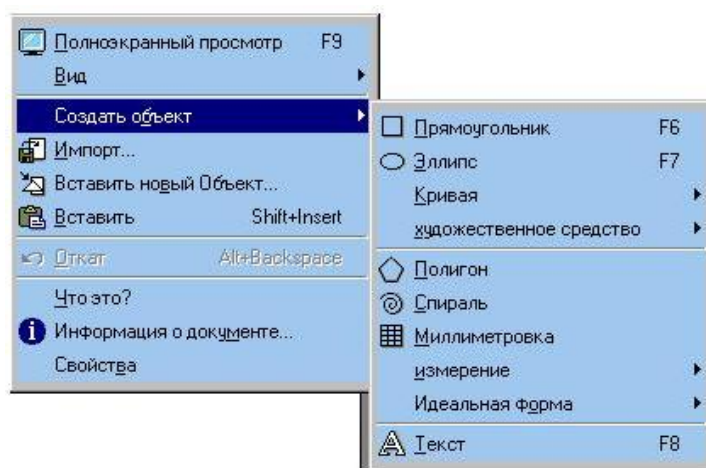 Полноэкранный просмотр F9
Вид
Создать объект
Импорт...
Вставить новый Объект...
Вставить Shift+Insert
Откат Alt+Backspace
Что это?
Информация о документе...
Свойства
Прямоугольник F6
Эллипс F7
Кривая
художественное средство
Полигон
Спираль
Миллиметровка
измерение
Идеальная форма
Текст F8